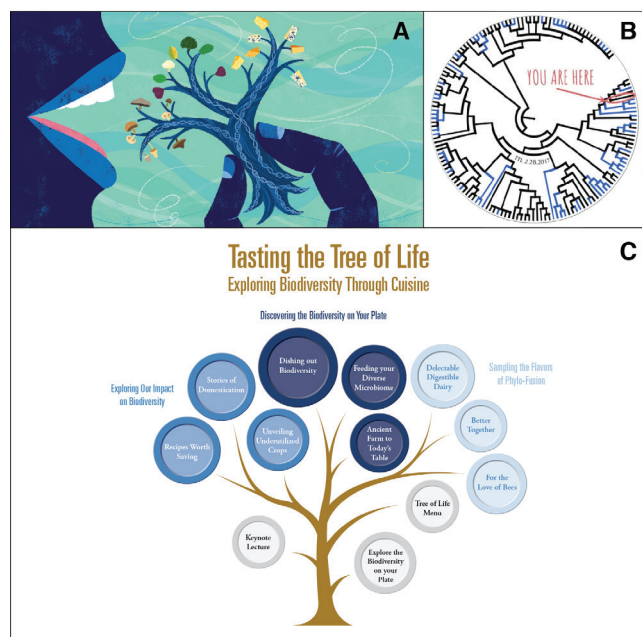 A
B
YOU ARE HERE
TTL 2.28.2017
C
Tasting the Tree of Life
Exploring Biodiversity Through Cuisine
Discovering the Biodiversity on Your Plate
Exploring Our Impact
on Biodiversity
Sampling the Flavors
of Phylo-Fusion
Stories of
Domestication
Dishing out
Biodiversity
Feeding your
Diverse
Microbiome
Delectable
Digestible
Dairy
Recipes Worth
Saving
Unveiling
Underutilized
Crops
Ancient
Farm to
Today's
Table
Better
Together
For the
Love of Bees
Tree of Life
Menu
Keynote
Lecture
Explore the
Biodiversity
on your
Plate